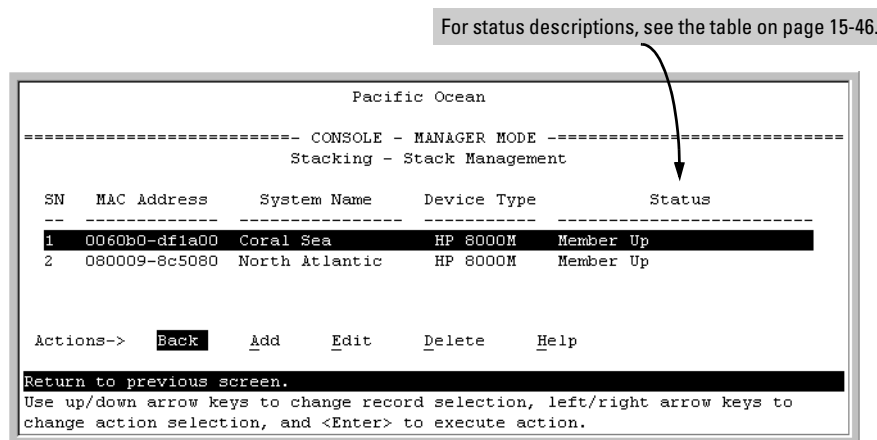 For status descriptions, see the table on page 15-46.
Pacific Ocean
==========================- CONSOLE - MANAGER MODE -============================
Stacking - Stack Management
SN MAC Address System Name Device Type Status
-- ------------- ---------------- ----------- -------------------------
1 0060b0-df1a00 Coral Sea HP 8000M Member Up
2 080009-8c5080 North Atlantic HP 8000M Member Up
Actions-> Back Add Edit Delete Help
Return to previous screen.
Use up/down arrow keys to change record selection, left/right arrow keys to
change action selection, and <Enter> to execute action.